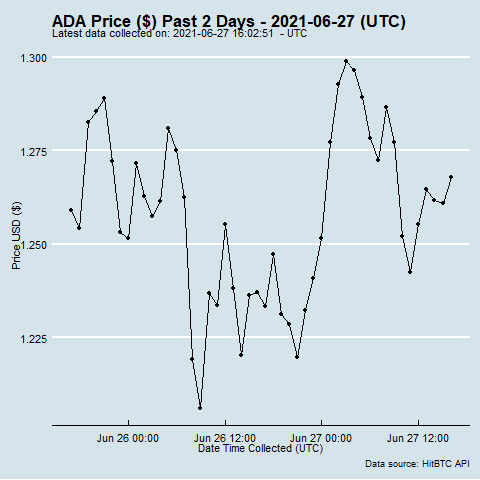 ADA Price ($) Past 2 Days - 2021-06-27 (UTC)
Latest data collected on: 2021-06-27 16:02:51 - UTC
1.300
1.275
1.250
1.225
Price USD ($)
Jun 26 00:00 Jun 26 12:00 Jun 27 00:00 Jun 27 12:00
Date Time Collected (UTC)
Data source: HitBTC API